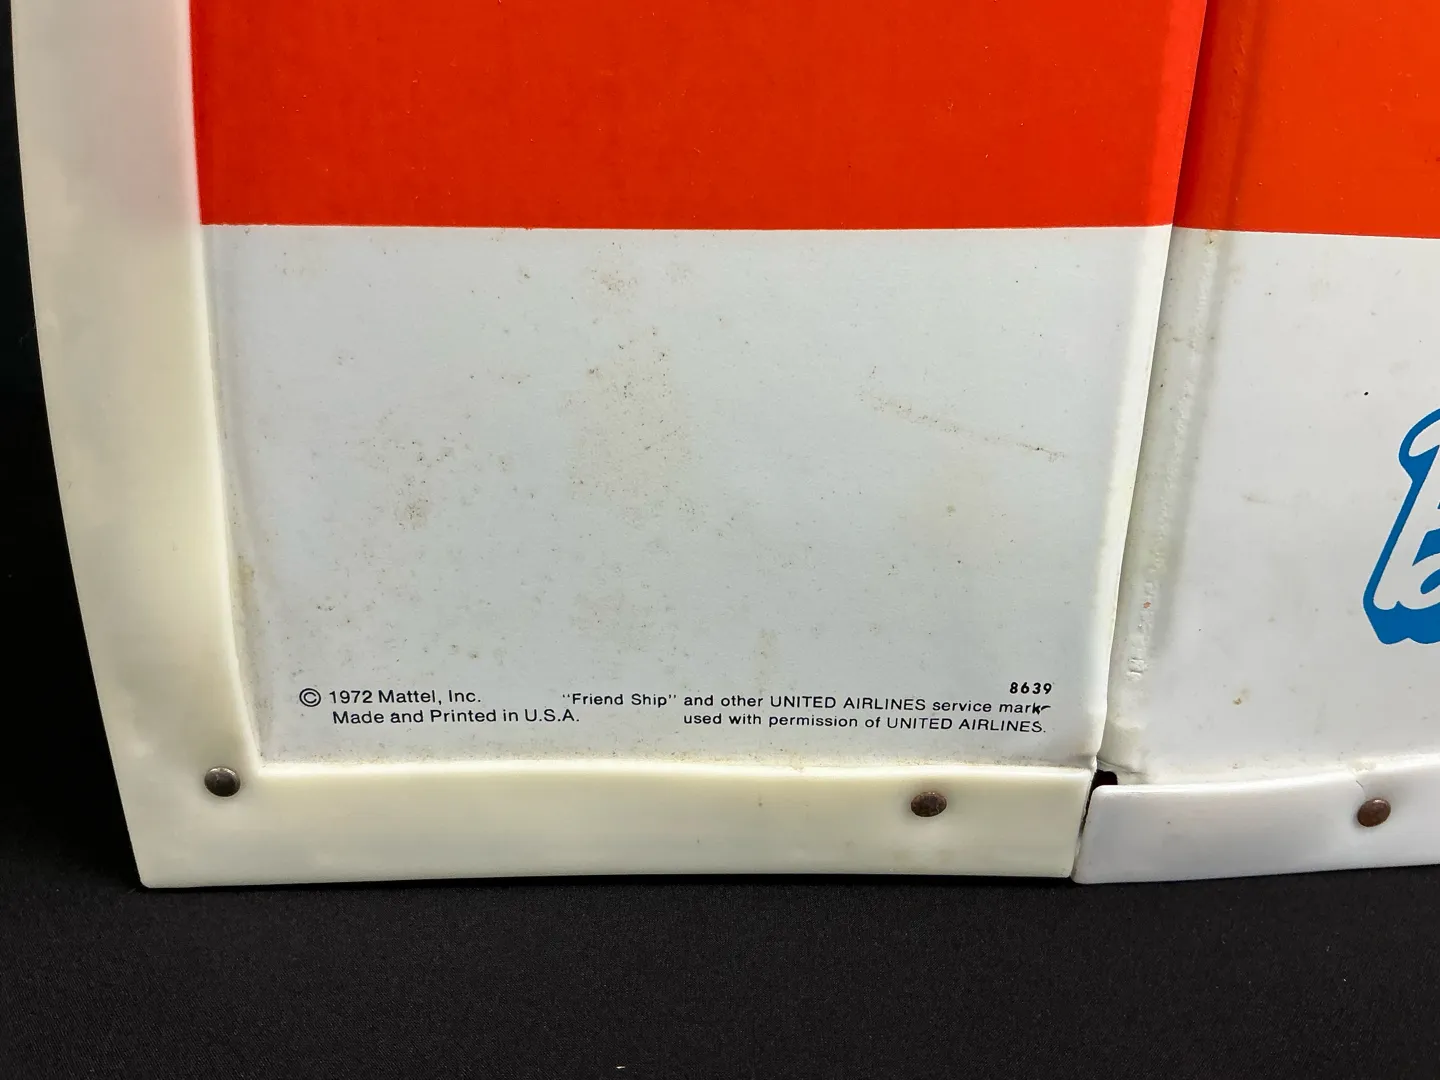 8639
© 1972 Mattel, Inc. "Friend Ship" and other UNITED AIRLINES service marks
Made and Printed in U.S.A. used with permission of UNITED AIRLINES.
B